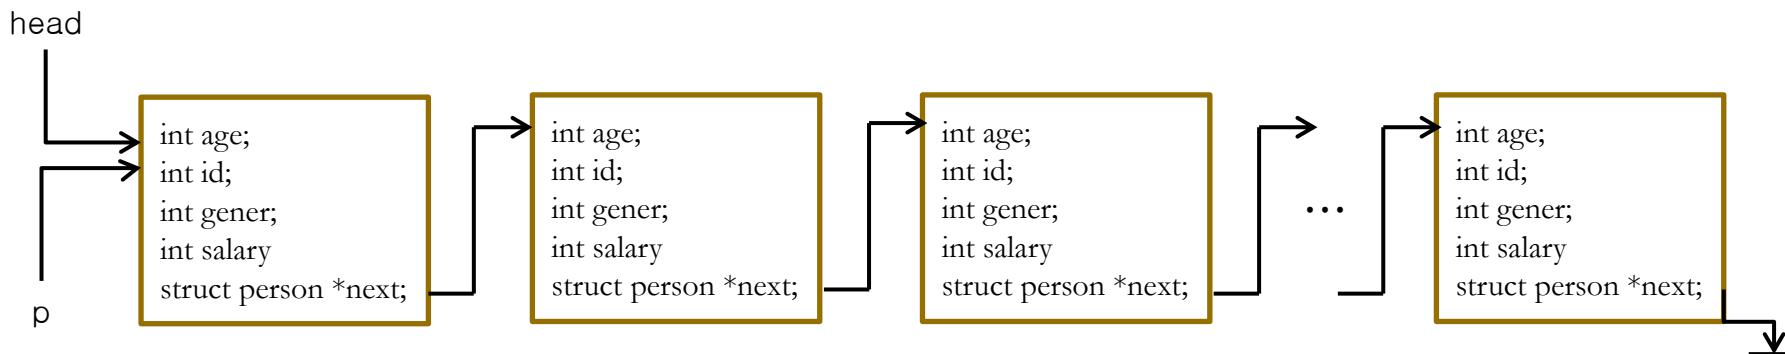 head
int age;
int id;
int gener;
int salary
struct person *next;
int age;
int id;
int gener;
int salary
struct person *next;
int age;
int id;
int gener;
int salary
struct person *next;
...
int age;
int id;
int gener;
int salary
struct person *next;
p